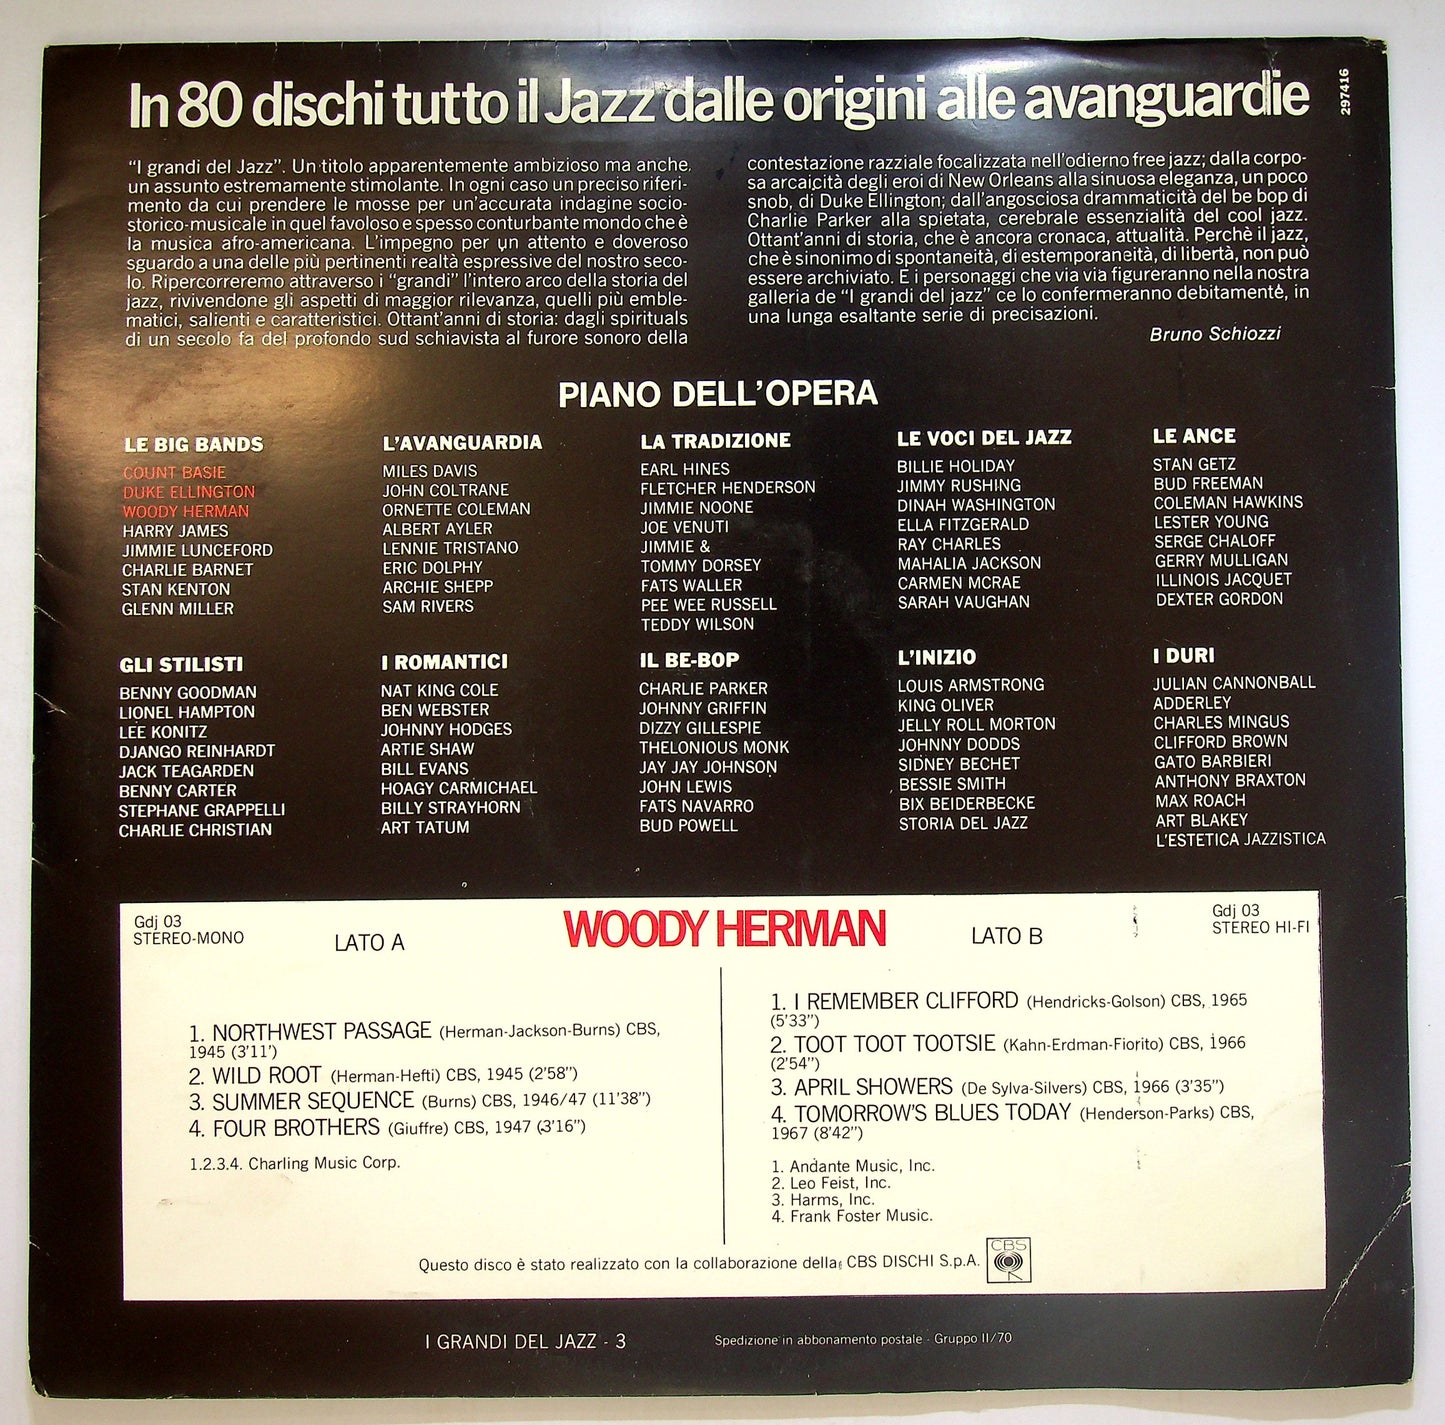 In 80 dischi tutto il Jazz dalle origini alle avanguardie
297416
“I grandi del Jazz”. Un titolo apparentemente ambizioso ma anche,
un assunto estremamente stimolante. In ogni caso un preciso riferi-
mento da cui prendere le mosse per un’accurata indagine socio-
storico-musicale in quel favoloso e spesso conturbante mondo che è
la musica afro-americana. L’impegno per un attento e doveroso
sguardo a una delle più pertinenti realtà espressive del nostro seco-
lo. Ripercorreremo attraverso i “grandi” l’intero arco della storia del
jazz, rivivendone gli aspetti di maggior rilevanza, quelli più emble-
matici, salienti e caratteristici. Ottant’anni di storia: dagli spirituals
di un secolo fa del profondo sud schiavista al furore sonoro della
contestazione razziale focalizzata nell’odierno free jazz; dalla corpo-
sa arcaicità degli eroi di New Orleans alla sinuosa eleganza, un poco
snob, di Duke Ellington; dall’angosciosa drammaticità del be bop di
Charlie Parker alla spietata, cerebrale essenzialità del cool jazz.
Ottant’anni di storia, che è ancora cronaca, attualità. Perchè il jazz,
che è sinonimo di spontaneità, di estemporaneità, di libertà, non può
essere archiviato. E i personaggi che via via figureranno nella nostra
galleria de “I grandi del jazz” ce lo confermeranno debitamente, in
una lunga esaltante serie di precisazioni.
Bruno Schiozzi
PIANO DELL’OPERA
LE BIG BANDS
COUNT BASIE
DUKE ELLINGTON
WOODY HERMAN
HARRY JAMES
JIMMIE LUNCEFORD
CHARLIE BARNET
STAN KENTON
GLENN MILLER
L’AVANGUARDIA
MILES DAVIS
JOHN COLTRANE
ORNETTE COLEMAN
ALBERT AYLER
LENNIE TRISTANO
ERIC DOLPHY
ARCHIE SHEPP
SAM RIVERS
LA TRADIZIONE
EARL HINES
FLETCHER HENDERSON
JIMMIE NOONE
JOE VENUTI
JIMMIE &
TOMMY DORSEY
FATS WALLER
PEE WEE RUSSELL
TEDDY WILSON
LE VOCI DEL JAZZ
BILLIE HOLIDAY
JIMMY RUSHING
DINAH WASHINGTON
ELLA FITZGERALD
RAY CHARLES
MAHALIA JACKSON
CARMEN MCRAE
SARAH VAUGHAN
LE ANCE
STAN GETZ
BUD FREEMAN
COLEMAN HAWKINS
LESTER YOUNG
SERGE CHALOFF
GERRY MULLIGAN
ILLINOIS JACQUET
DEXTER GORDON
GLI STILISTI
BENNY GOODMAN
LIONEL HAMPTON
LEE KONITZ
DJANGO REINHARDT
JACK TEAGARDEN
BENNY CARTER
STEPHANE GRAPPELLI
CHARLIE CHRISTIAN
I ROMANTICI
NAT KING COLE
BEN WEBSTER
JOHNNY HODGES
ARTIE SHAW
BILL EVANS
HOAGY CARMICHAEL
BILLY STRAYHORN
ART TATUM
IL BE-BOP
CHARLIE PARKER
JOHNNY GRIFFIN
DIZZY GILLESPIE
THELONIOUS MONK
JAY JAY JOHNSON
JOHN LEWIS
FATS NAVARRO
BUD POWELL
L’INIZIO
LOUIS ARMSTRONG
KING OLIVER
JELLY ROLL MORTON
JOHNNY DODDS
SIDNEY BECHET
BESSIE SMITH
BIX BEIDERBECKE
STORIA DEL JAZZ
I DURI
JULIAN CANNONBALL
ADDERLEY
CHARLES MINGUS
CLIFFORD BROWN
GATO BARBIERI
ANTHONY BRAXTON
MAX ROACH
ART BLAKEY
L’ESTETICA JAZZISTICA
Gdj 03
STEREO-MONO
LATO A
WOODY HERMAN
LATO B
Gdj 03
STEREO HI-FI
1. NORTHWEST PASSAGE (Herman-Jackson-Burns) CBS,
1945 (3’11’)
2. WILD ROOT (Herman-Hefti) CBS, 1945 (2’58”)
3. SUMMER SEQUENCE (Burns) CBS, 1946/47 (11’38”)
4. FOUR BROTHERS (Giuffre) CBS, 1947 (3’16”)
1.2.3.4. Charling Music Corp.
1. I REMEMBER CLIFFORD (Hendricks-Golson) CBS, 1965
(5’33”)
2. TOOT TOOT TOOTSIE (Kahn-Erdman-Fiorito) CBS, 1966
(2’54”)
3. APRIL SHOWERS (De Sylva-Silvers) CBS, 1966 (3’35”)
4. TOMORROW’S BLUES TODAY (Henderson-Parks) CBS,
1967 (8’42”)
1. Andante Music, Inc.
2. Leo Feist, Inc.
3. Harms, Inc.
4. Frank Foster Music.
Questo disco è stato realizzato con la collaborazione della CBS DISCHI S.p.A.
CBS
I GRANDI DEL JAZZ - 3
Spedizione in abbonamento postale - Gruppo II/70